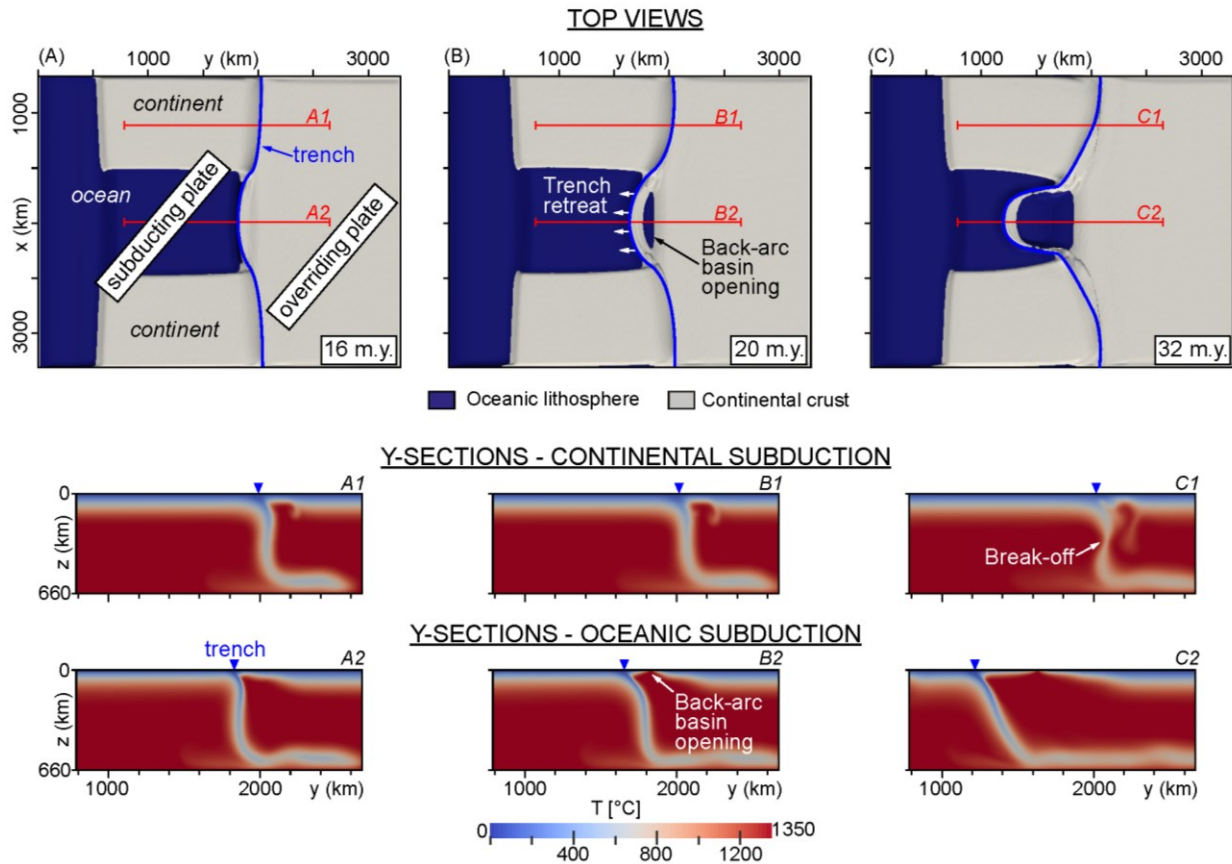 TOP VIEWS
(A) 1000 y (km) 3000
(B) 1000 y (km) 3000
(C) 1000 y (km) 3000
x (km)
1000
3000
continent
A1
trench
ocean
subducting plate
A2
overriding plate
continent
16 m.y.
B1
Trench
retreat
B2
Back-arc
basin
opening
20 m.y.
C1
C2
32 m.y.
Oceanic lithosphere Continental crust
Y-SECTIONS - CONTINENTAL SUBDUCTION
A1
0
z (km)
660
1000 2000
B1
C1
Break-off
Y-SECTIONS - OCEANIC SUBDUCTION
trench
A2
0
z (km)
660
1000 2000 y (km)
B2
Back-arc
basin
opening
1000 2000 y (km)
C2
1000 2000 y (km)
T [°C]
0 1350
400 800 1200